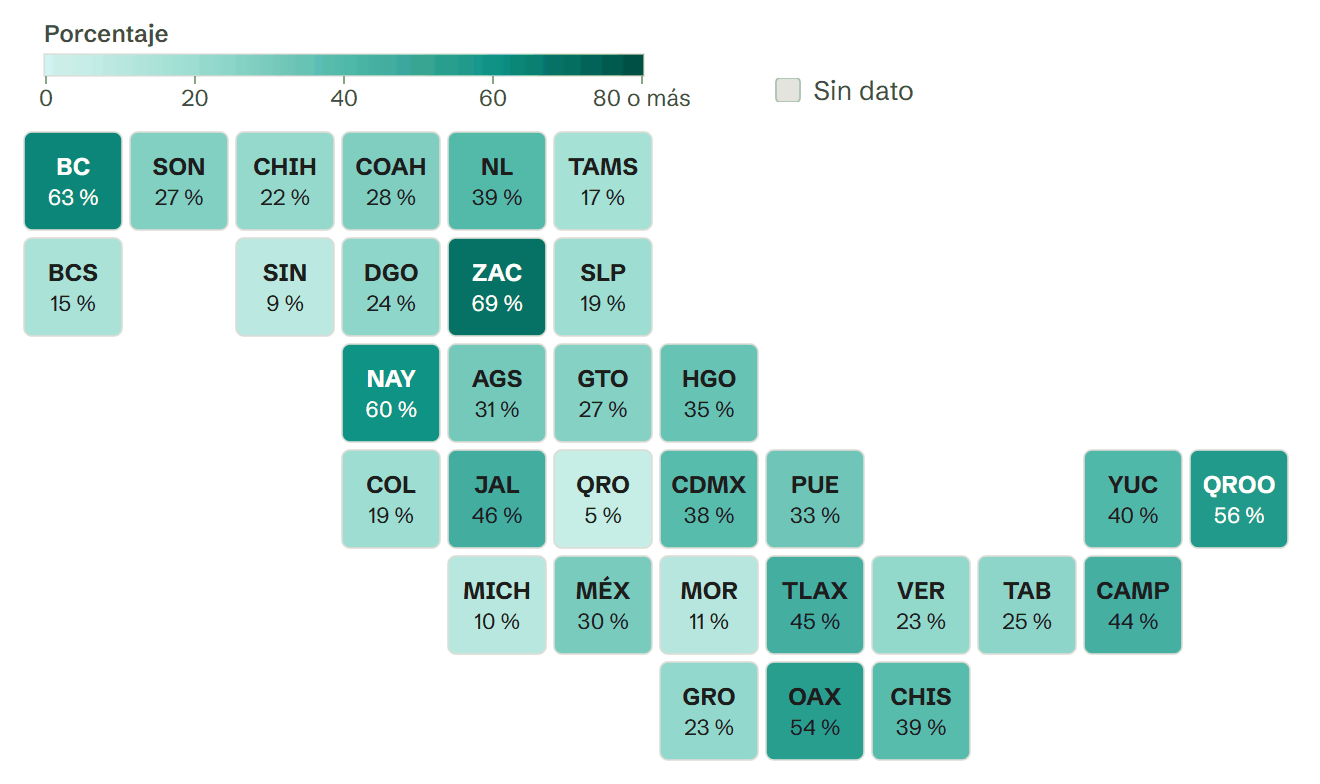 Porcentaje
0 20 40 60 80 o más
Sin dato
BC SON CHIH COAH NL TAMS
63 % 27 % 22 % 28 % 39 % 17 %
BCS SIN DGO ZAC SLP
15 % 9 % 24 % 69 % 19 %
NAY AGS GTO HGO
60 % 31 % 27 % 35 %
COL JAL QRO CDMX PUE YUC QROO
19 % 46 % 5 % 38 % 33 % 40 % 56 %
MICH MÉX MOR TLAX VER TAB CAMP
10 % 30 % 11 % 45 % 23 % 25 % 44 %
GRO OAX CHIS
23 % 54 % 39 %